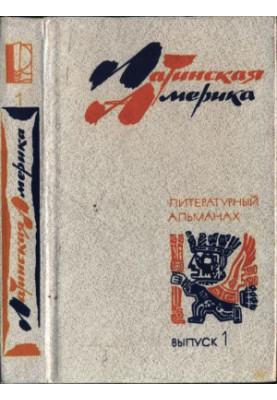 Латинская
Америка
ЛИТЕРАТУРНЫЙ
АЛЬМАНАХ
ВЫПУСК 1
1
Латинская Америка